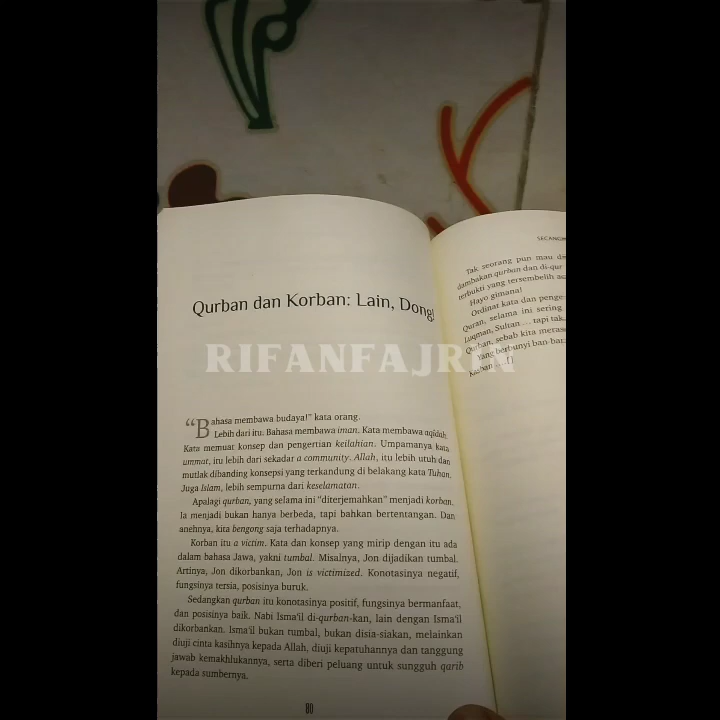 Qurban dan Korban: Lain, Dong!
RIFANFAJRIN
"Bahasa membawa budaya!" kata orang.
Lebih dari itu: Bahasa membawa iman. Kata membawa aqidah.
Kata memuat konsep dan pengertian keilahian. Umpamanya kata
ummat, itu lebih dari sekadar a community. Allah, itu lebih utuh dan
mutlak dibanding konsepsi yang terkandung di belakang kata Tuhan.
Juga Islam, lebih sempurna dari keselamatan.
Apalagi qurban, yang selama ini "diterjemahkan" menjadi korban.
Ia menjadi bukan hanya berbeda, tapi bahkan bertentangan. Dan
anehnya, kita bengong saja terhadapnya.
Korban itu a victim. Kata dan konsep yang mirip dengan itu ada
dalam bahasa Jawa, yakni tumbal. Misalnya, Jon dijadikan tumbal.
Artinya, Jon dikorbankan, Jon is victimized. Konotasinya negatif,
fungsinya tersia, posisinya buruk.
Sedangkan qurban itu konotasinya positif, fungsinya bermanfaat,
dan posisinya baik. Nabi Isma'il di-qurban-kan, lain dengan Isma'il
dikorbankan. Isma'il bukan tumbal, bukan disia-siakan, melainkan
diuji cinta kasihnya kepada Allah, diuji kepatuhannya dan tanggung
jawab kemakhlukannya, serta diberi peluang untuk sungguh qarib
kepada sumbernya.
80
SECANGI
Tak seorang pun mau di
dambakan qurban dan di-qur
terbukti yang tersembelih a
Hayo gimana!
Ordinat kata dan penge
Quran, selama ini sering
Luqman, Sultan ..., tapi tak
Qurban, sebab kita meras
Yang berbunyi ban-bar
Korban ....[]